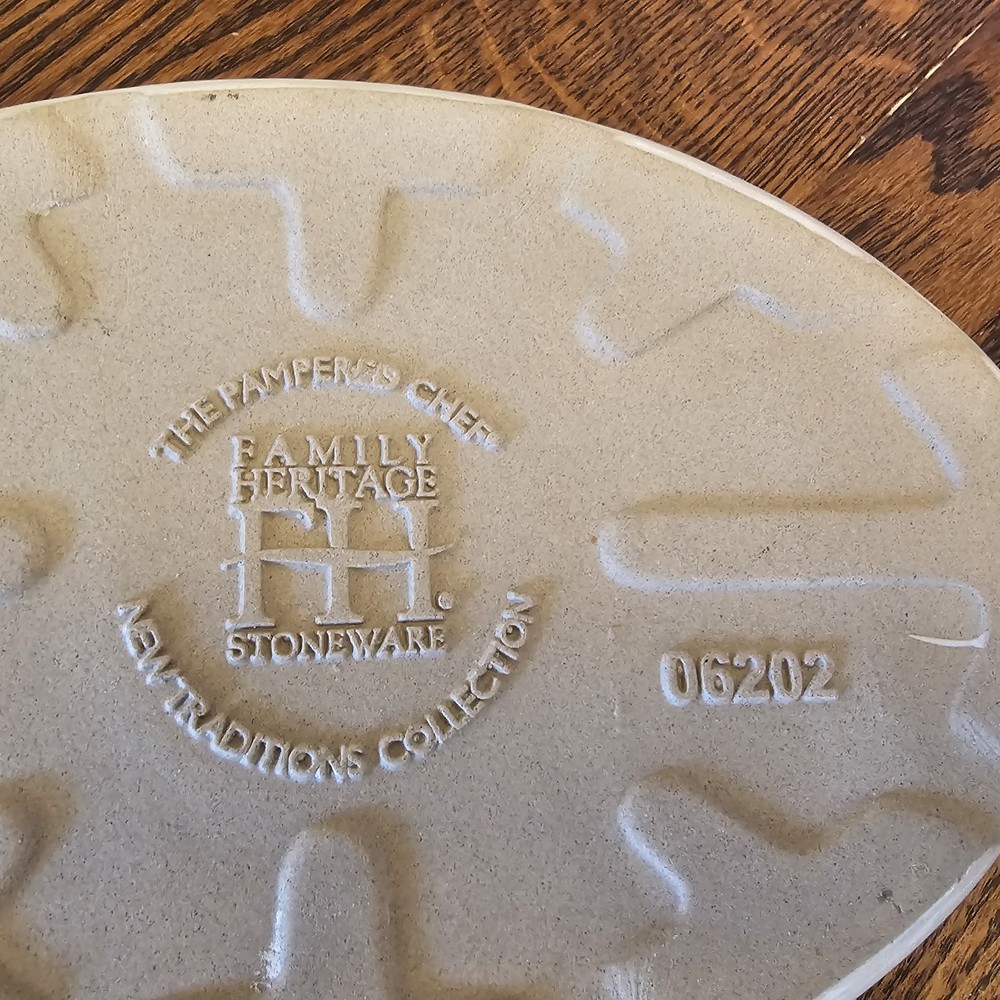 THE PAMPERED CHEF®
FAMILY
HERITAGE
FH.
STONEWARE
NEW TRADITIONS COLLECTION
06202